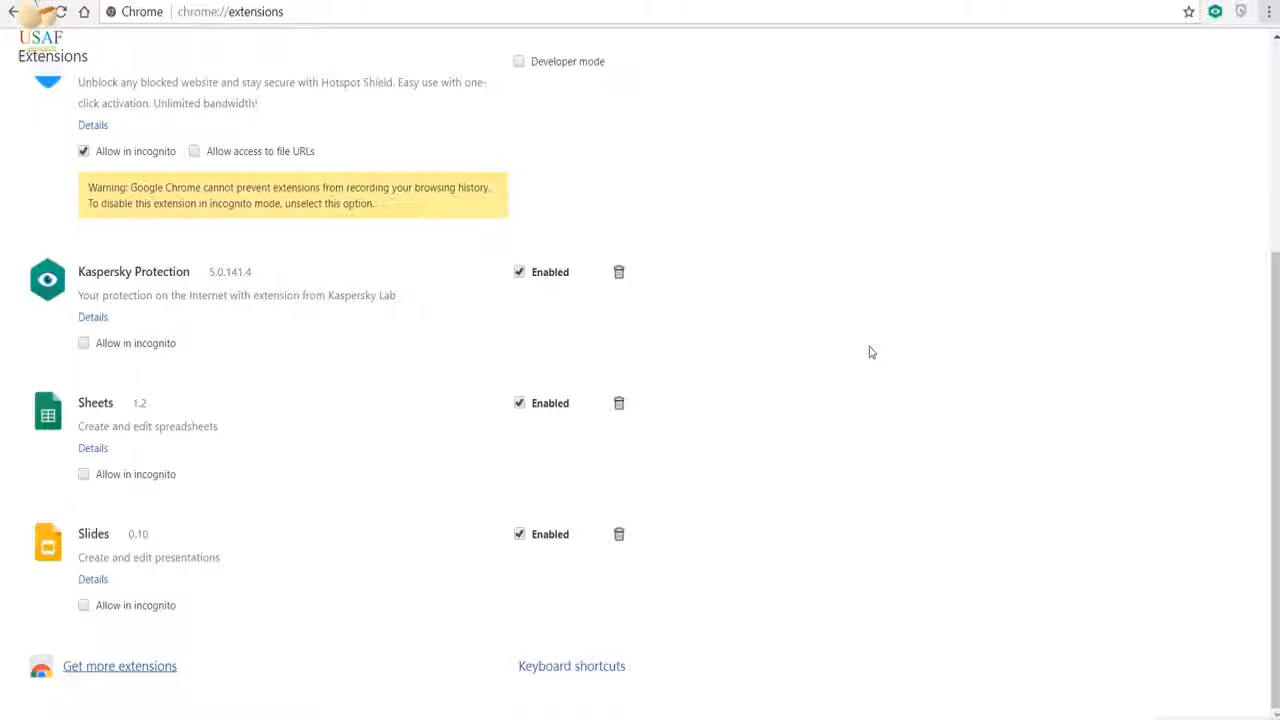 Chrome chrome://extensions
USAF
Extensions
Developer mode
Unblock any blocked website and stay secure with Hotspot Shield. Easy use with one-
click activation. Unlimited bandwidth!
Details
Allow in incognito Allow access to file URLs
Warning: Google Chrome cannot prevent extensions from recording your browsing history.
To disable this extension in incognito mode, unselect this option.
Kaspersky Protection 5.0.141.4 Enabled
Your protection on the Internet with extension from Kaspersky Lab
Details
Allow in incognito
Sheets 1.2 Enabled
Create and edit spreadsheets
Details
Allow in incognito
Slides 0.10 Enabled
Create and edit presentations
Details
Allow in incognito
Get more extensions Keyboard shortcuts